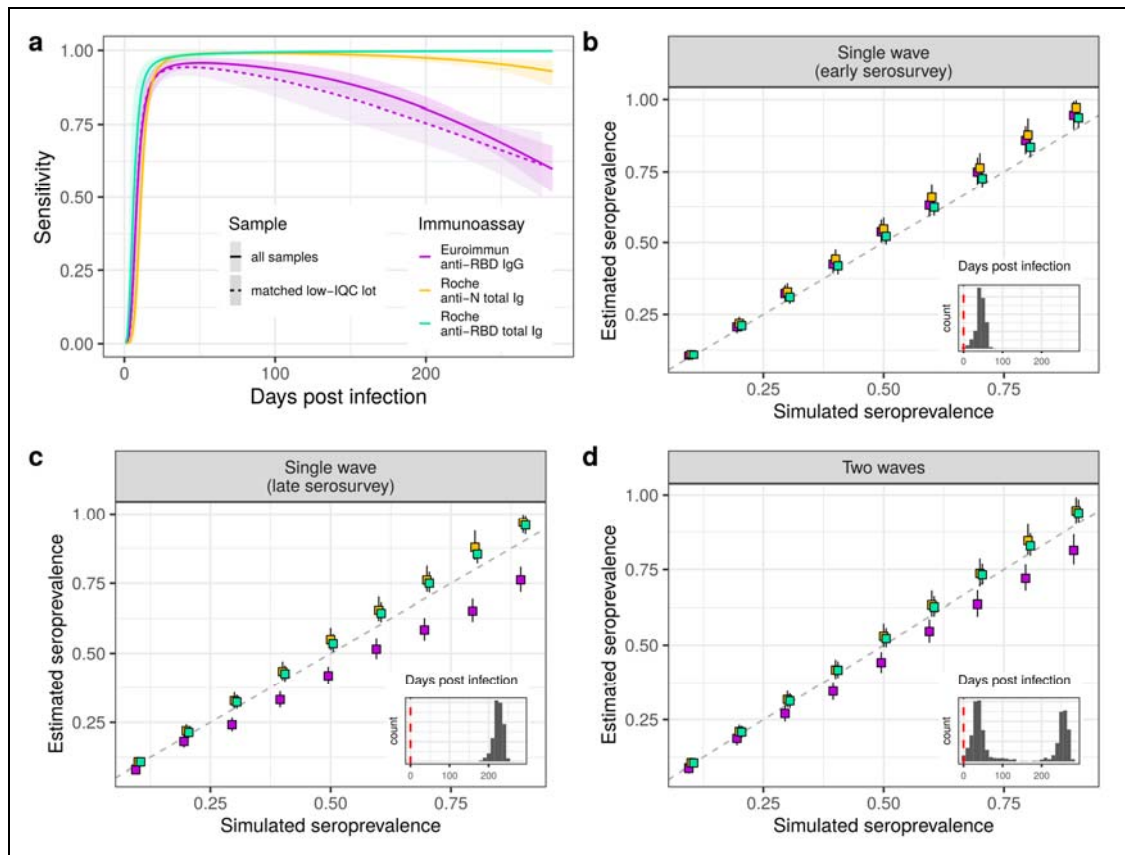 a
1.00
0.75
0.50
0.25
0.00
Sensitivity
0
100
200
Days post infection
Sample
all samples
matched low-IQC lot
Immunoassay
Euroimmun
anti-RBD IgG
Roche
anti-N total Ig
Roche
anti-RBD total Ig
b
Single wave
(early serosurvey)
1.00
0.75
0.50
0.25
Estimated seroprevalence
0.25
0.50
0.75
Simulated seroprevalence
Days post infection
count
0
100
200
c
Single wave
(late serosurvey)
1.00
0.75
0.50
0.25
Estimated seroprevalence
0.25
0.50
0.75
Simulated seroprevalence
Days post infection
count
0
100
200
d
Two waves
1.00
0.75
0.50
0.25
Estimated seroprevalence
0.25
0.50
0.75
Simulated seroprevalence
Days post infection
count
0
100
200